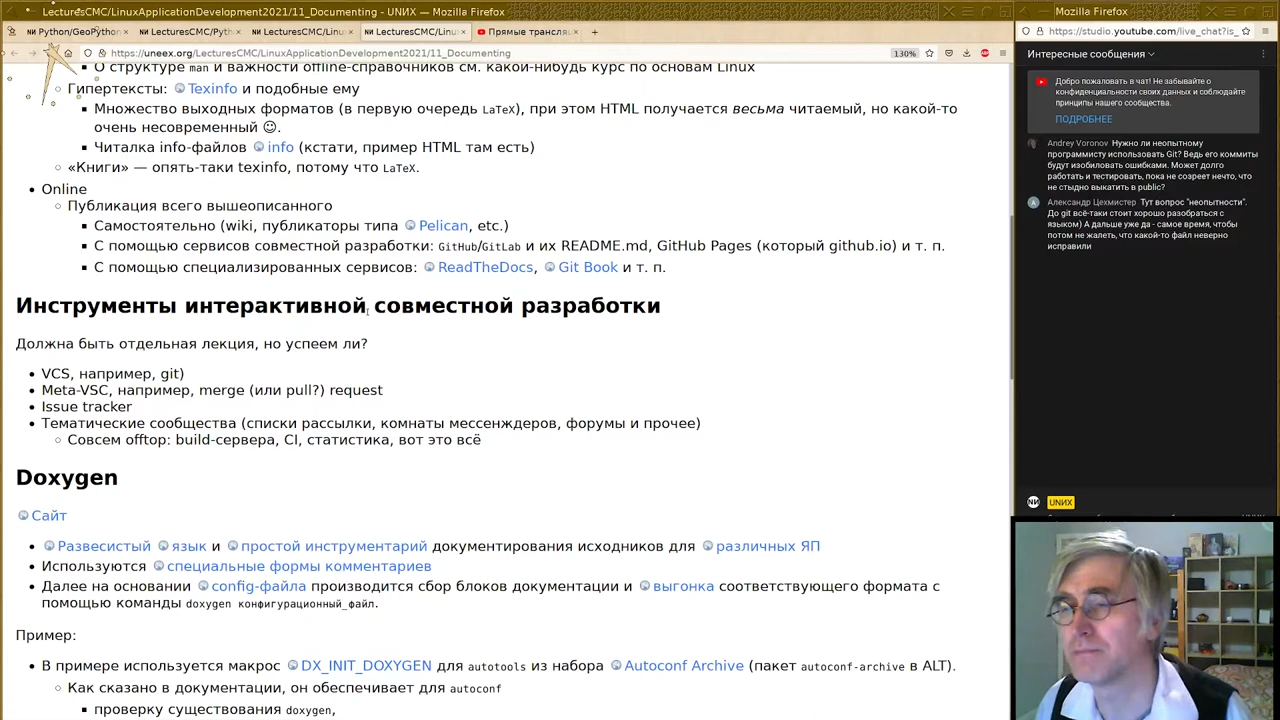 LecturesCMC/LinuxApplicationDevelopment2021/11_Documenting - UNИX — Mozilla Firefox
Mozilla Firefox
Python/GeoPython
LecturesCMC/Pyth
LecturesCMC/Linu
LecturesCMC/Linu
Прямые трансля
https://uneex.org/LecturesCMC/LinuxApplicationDevelopment2021/11_Documenting
130%
https://studio.youtube.com/live_chat?is_
О структуре man и важности offline-справочников см. какой-нибудь курс по основам Linux
Гипертексты: Texinfo и подобные ему
Множество выходных форматов (в первую очередь LaTeX), при этом HTML получается весьма читаемый, но какой-то
очень несовременный ☺.
Читалка info-файлов info (кстати, пример HTML там есть)
«Книги» — опять-таки texinfo, потому что LaTeX.
Online
Публикация всего вышеописанного
Самостоятельно (wiki, публикаторы типа Pelican, etc.)
С помощью сервисов совместной разработки: GitHub/GitLab и их README.md, GitHub Pages (который github.io) и т. п.
С помощью специализированных сервисов: ReadTheDocs, Git Book и т. п.
Инструменты интерактивной совместной разработки
Должна быть отдельная лекция, но успеем ли?
VCS, например, git)
Meta-VSC, например, merge (или pull?) request
Issue tracker
Тематические сообщества (списки рассылки, комнаты мессенждеров, форумы и прочее)
Совсем offtop: build-сервера, CI, статистика, вот это всё
Doxygen
Сайт
Развесистый язык и простой инструментарий документирования исходников для различных ЯП
Используются специальные формы комментариев
Далее на основании config-файла производится сбор блоков документации и выгонка соответствующего формата с
помощью команды doxygen конфигурационный_файл.
Пример:
В примере используется макрос DX_INIT_DOXYGEN для autotools из набора Autoconf Archive (пакет autoconf-archive в ALT).
Как сказано в документации, он обеспечивает для autoconf
проверку существования doxygen,
Интересные сообщения
Добро пожаловать в чат! Не забывайте о
конфиденциальности своих данных и соблюдайте
принципы нашего сообщества.
ПОДРОБНЕЕ
Andrey Voronov Нужно ли неопытному
программисту использовать Git? Ведь его коммиты
будут изобиловать ошибками. Может долго
работать и тестировать, пока не созреет нечто, что
не стыдно выкатить в public?
А Александр Цехмистер Тут вопрос "неопытности".
До git всё-таки стоит хорошо разобраться с
языком) А дальше уже да - самое время, чтобы
потом не жалеть, что какой-то файл неверно
исправили
UNИX